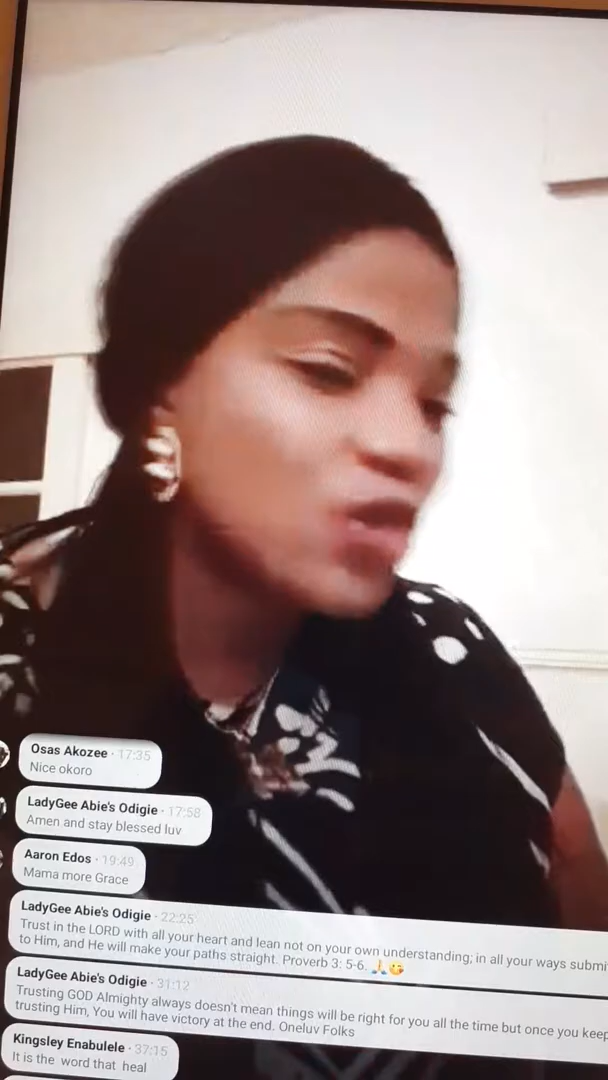 Osas Akozee · 17:35
Nice okoro
LadyGee Abie's Odigie · 17:58
Amen and stay blessed luv
Aaron Edos · 19:49
Mama more Grace
LadyGee Abie's Odigie · 22:25
Trust in the LORD with all your heart and lean not on your own understanding; in all your ways submi
to Him, and He will make your paths straight. Proverb 3: 5-6. 🙏😘
LadyGee Abie's Odigie · 31:12
Trusting GOD Almighty always doesn't mean things will be right for you all the time but once you keep
trusting Him, You will have victory at the end. Oneluv Folks
Kingsley Enabulele · 37:15
It is the word that heal